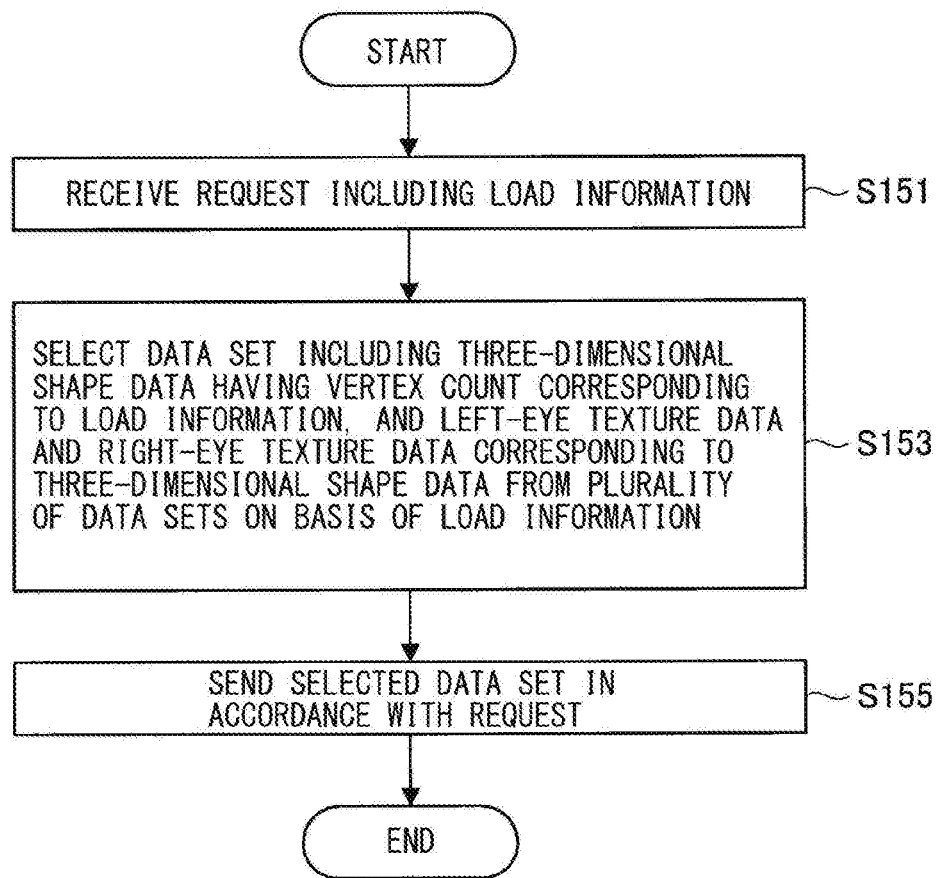 START
RECEIVE REQUEST INCLUDING LOAD INFORMATION
S151
SELECT DATA SET INCLUDING THREE-DIMENSIONAL
SHAPE DATA HAVING VERTEX COUNT CORRESPONDING
TO LOAD INFORMATION, AND LEFT-EYE TEXTURE DATA
AND RIGHT-EYE TEXTURE DATA CORRESPONDING TO
THREE-DIMENSIONAL SHAPE DATA FROM PLURALITY
OF DATA SETS ON BASIS OF LOAD INFORMATION
S153
SEND SELECTED DATA SET IN
ACCORDANCE WITH REQUEST
S155
END